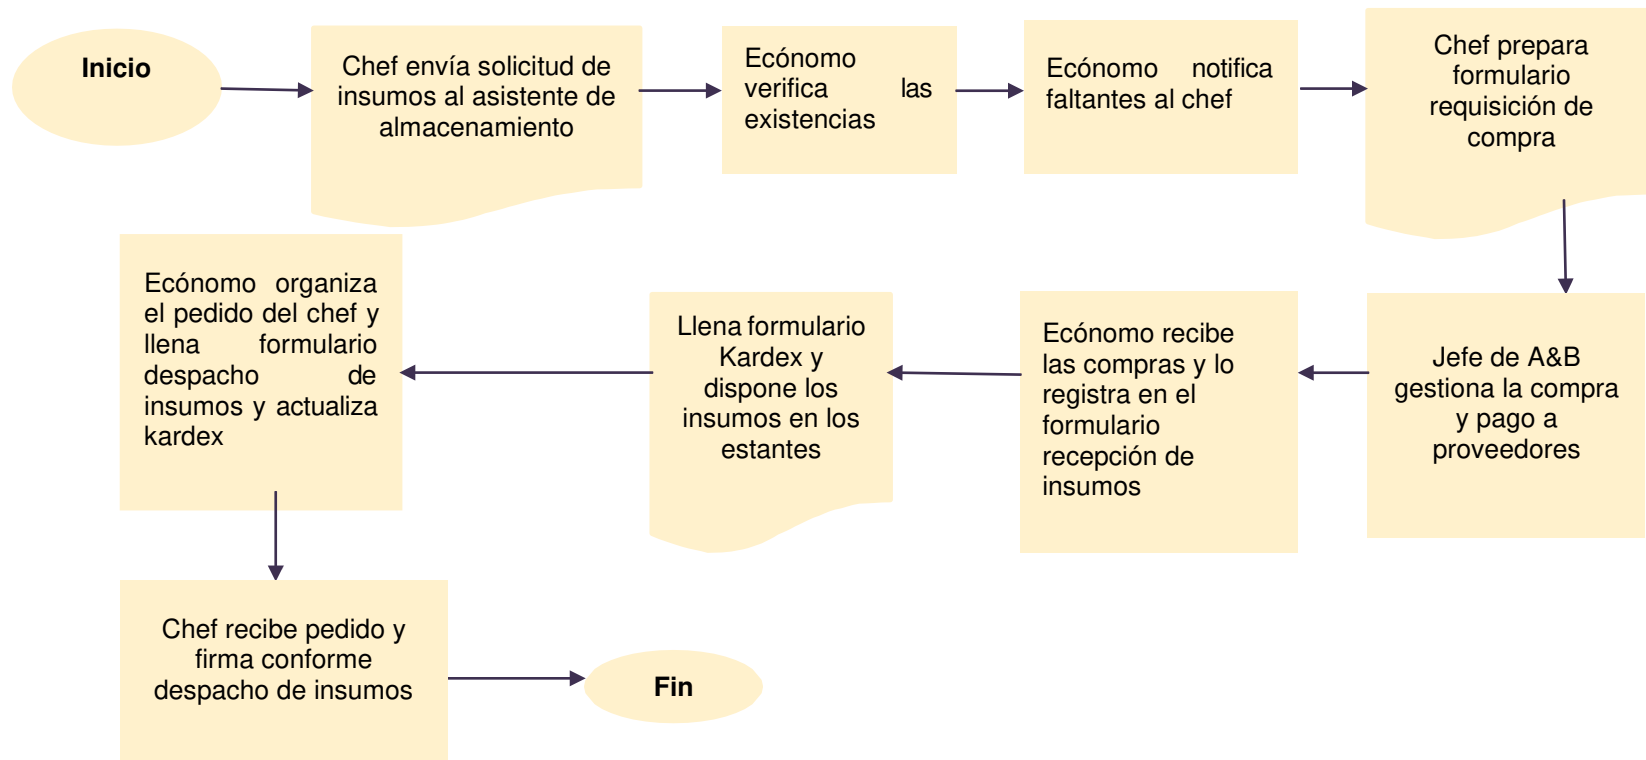 Inicio
Chef envía solicitud de
insumos al asistente de
almacenamiento
Ecónomo
verifica las
existencias
Ecónomo notifica
faltantes al chef
Chef prepara
formulario
requisición de
compra
Jefe de A&B
gestiona la compra
y pago a
proveedores
Ecónomo recibe
las compras y lo
registra en el
formulario
recepción de
insumos
Llena formulario
Kardex y
dispone los
insumos en los
estantes
Ecónomo organiza
el pedido del chef y
llena formulario
despacho de
insumos y actualiza
kardex
Chef recibe pedido y
firma conforme
despacho de insumos
Fin